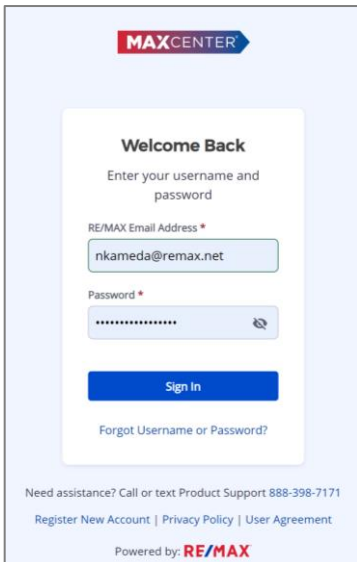 MAXCENTER
Welcome Back
Enter your username and
password
RE/MAX Email Address *
nkameda@remax.net
Password *
•••••••••••••••••
Sign In
Forgot Username or Password?
Need assistance? Call or text Product Support 888-398-7171
Register New Account | Privacy Policy | User Agreement
Powered by: RE/MAX